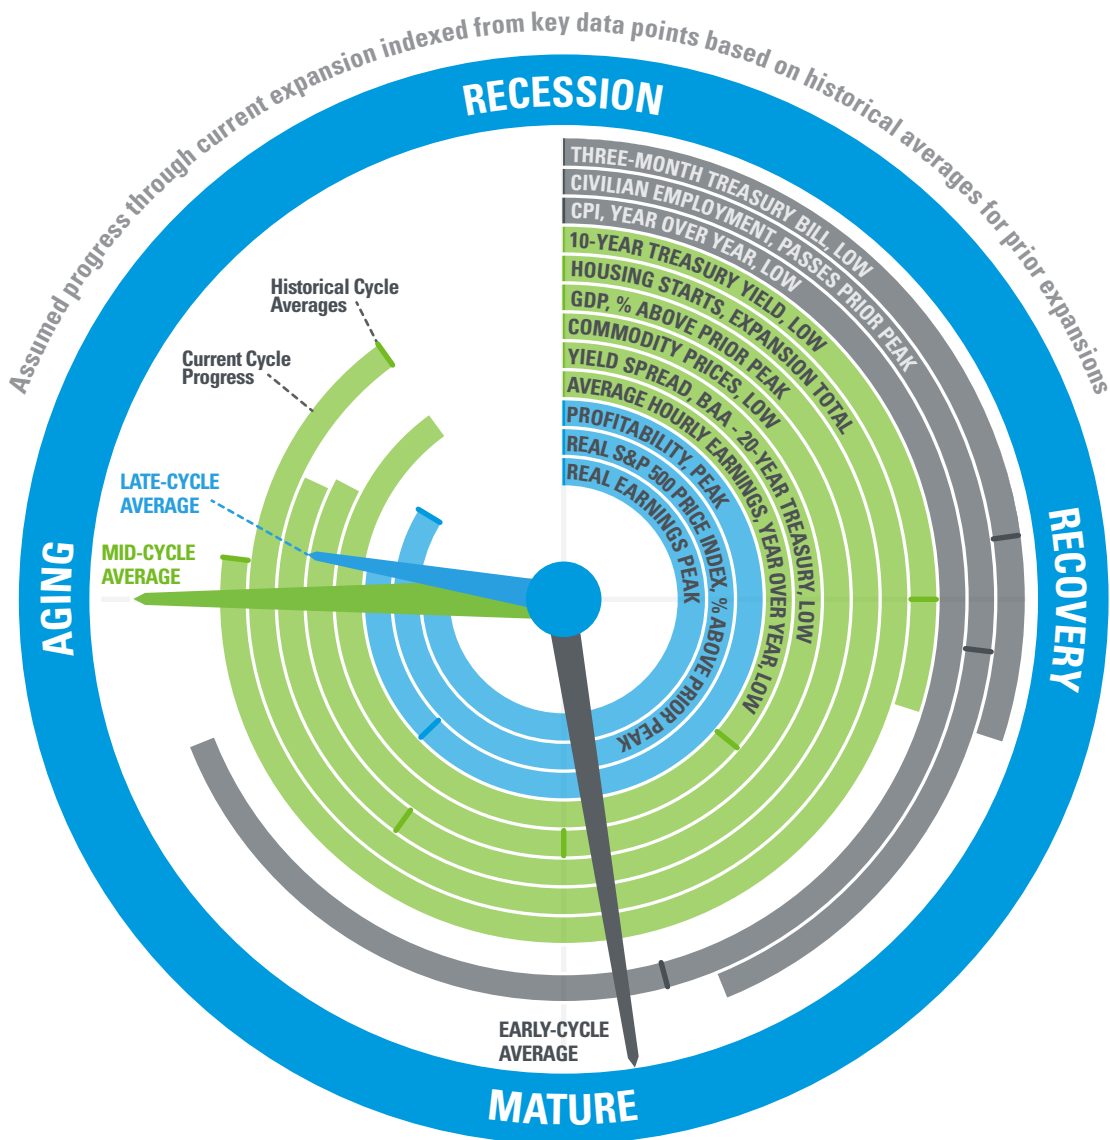 Assumed progress through current expansion indexed from key data points based on historical averages for prior expansions
RECESSION
THREE-MONTH TREASURY BILL, LOW
CIVILIAN EMPLOYMENT, PASSES PRIOR PEAK
CPI, YEAR OVER YEAR, LOW
10-YEAR TREASURY YIELD, LOW
HOUSING STARTS, EXPANSION TOTAL
GDP, % ABOVE PRIOR PEAK
COMMODITY PRICES, LOW
YIELD SPREAD, BAA - 20-YEAR TREASURY, LOW
AVERAGE HOURLY EARNINGS, YEAR OVER YEAR, LOW
PROFITABILITY, PEAK
REAL S&P 500 PRICE INDEX, % ABOVE PRIOR PEAK
REAL EARNINGS PEAK
Historical Cycle
Averages
Current Cycle
Progress
LATE-CYCLE
AVERAGE
MID-CYCLE
AVERAGE
AGING
RECOVERY
EARLY-CYCLE
AVERAGE
MATURE